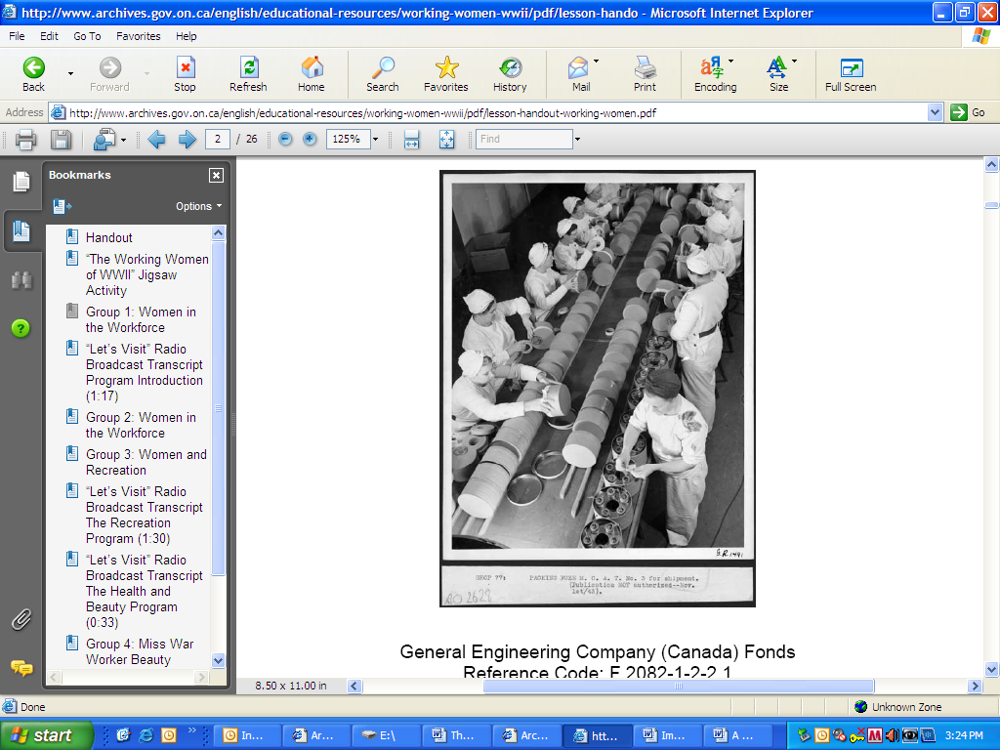 http://www.archives.gov.on.ca/english/educational-resources/working-women-wwii/pdf/lesson-hando - Microsoft Internet Explorer
File Edit Go To Favorites Help
Back Forward Stop Refresh Home Search Favorites History Mail Print Encoding Size Full Screen
Address http://www.archives.gov.on.ca/english/educational-resources/working-women-wwii/pdf/lesson-handout-working-women.pdf Go
2 / 26 125% Find
Bookmarks
Options
Handout
“The Working Women
of WWII” Jigsaw
Activity
Group 1: Women in
the Workforce
“Let’s Visit” Radio
Broadcast Transcript
Program Introduction
(1:17)
Group 2: Women in
the Workforce
Group 3: Women and
Recreation
“Let’s Visit” Radio
Broadcast Transcript
The Recreation
Program (1:30)
“Let’s Visit” Radio
Broadcast Transcript
The Health and
Beauty Program
(0:33)
Group 4: Miss War
Worker Beauty
G.R.1491
SHOP 77: PACKING FUZE M. C. A. T. No. 3 for shipment.
(Publication NOT authorized--Nov.
1st/43).
General Engineering Company (Canada) Fonds
Reference Code: F 2082-1-2-2.1
8.50 x 11.00 in
Done Unknown Zone
start In... Ar... E:\ Th... Arc... htt... Im... A ... 3:24 PM